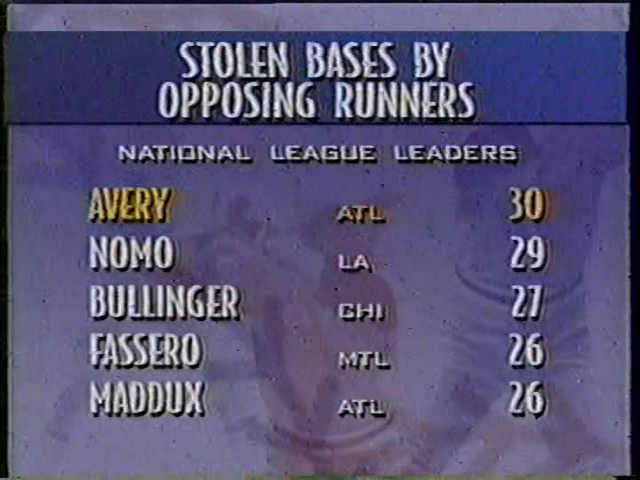 STOLEN BASES BY
OPPOSING RUNNERS
NATIONAL LEAGUE LEADERS
AVERY ATL 30
NOMO LA 29
BULLINGER CHI 27
FASSERO MTL 26
MADDUX ATL 26